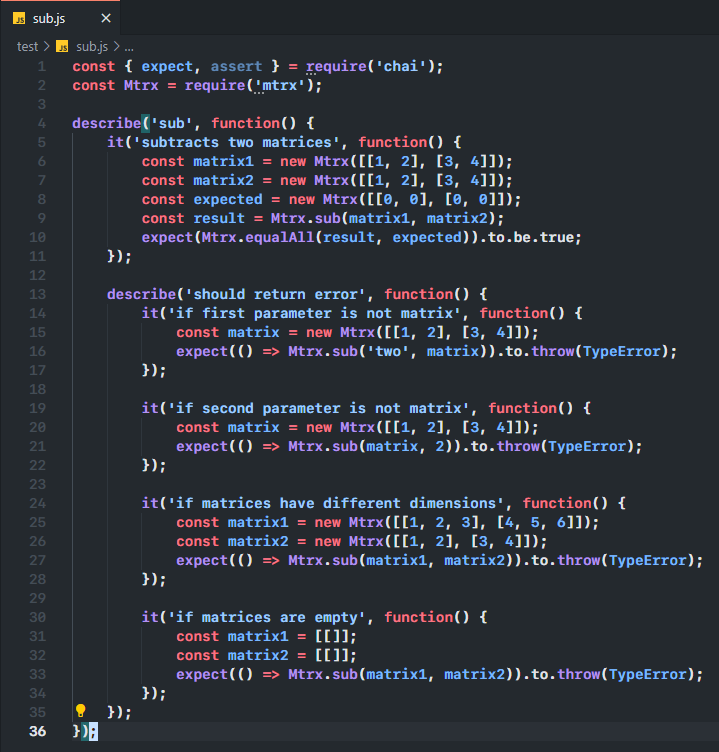 JS sub.js ×
test > JS sub.js > ...
1 const { expect, assert } = require('chai');
2 const Mtrx = require('mtrx');
3
4 describe('sub', function() {
5     it('subtracts two matrices', function() {
6         const matrix1 = new Mtrx([[1, 2], [3, 4]]);
7         const matrix2 = new Mtrx([[1, 2], [3, 4]]);
8         const expected = new Mtrx([[0, 0], [0, 0]]);
9         const result = Mtrx.sub(matrix1, matrix2);
10         expect(Mtrx.equalAll(result, expected)).to.be.true;
11     });
12
13     describe('should return error', function() {
14         it('if first parameter is not matrix', function() {
15             const matrix = new Mtrx([[1, 2], [3, 4]]);
16             expect(() => Mtrx.sub('two', matrix)).to.throw(TypeError);
17         });
18
19         it('if second parameter is not matrix', function() {
20             const matrix = new Mtrx([[1, 2], [3, 4]]);
21             expect(() => Mtrx.sub(matrix, 2)).to.throw(TypeError);
22         });
23
24         it('if matrices have different dimensions', function() {
25             const matrix1 = new Mtrx([[1, 2, 3], [4, 5, 6]]);
26             const matrix2 = new Mtrx([[1, 2], [3, 4]]);
27             expect(() => Mtrx.sub(matrix1, matrix2)).to.throw(TypeError);
28         });
29
30         it('if matrices are empty', function() {
31             const matrix1 = [[]];
32             const matrix2 = [[]];
33             expect(() => Mtrx.sub(matrix1, matrix2)).to.throw(TypeError);
34         });
35     });
36 });